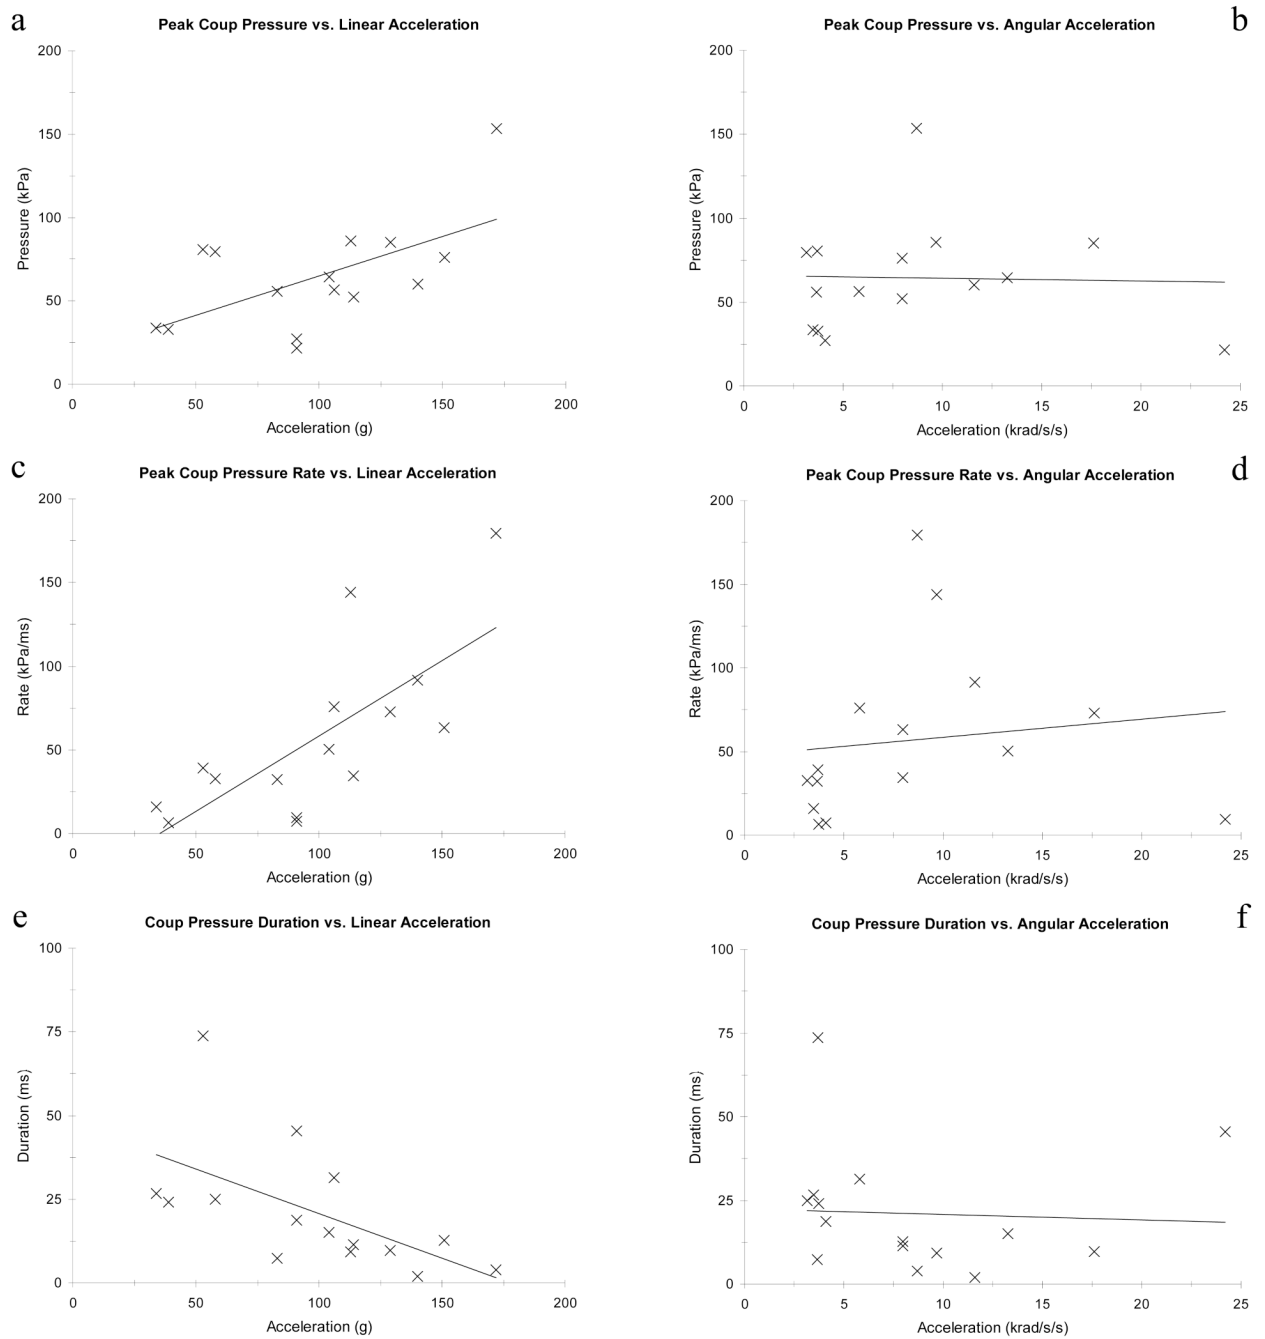 a
Peak Coup Pressure vs. Linear Acceleration
200
150
100
50
0
Pressure (kPa)
0 50 100 150 200
Acceleration (g)
b
Peak Coup Pressure vs. Angular Acceleration
200
150
100
50
0
Pressure (kPa)
0 5 10 15 20 25
Acceleration (krad/s/s)
c
Peak Coup Pressure Rate vs. Linear Acceleration
200
150
100
50
0
Rate (kPa/ms)
0 50 100 150 200
Acceleration (g)
d
Peak Coup Pressure Rate vs. Angular Acceleration
200
150
100
50
0
Rate (kPa/ms)
0 5 10 15 20 25
Acceleration (krad/s/s)
e
Coup Pressure Duration vs. Linear Acceleration
100
75
50
25
0
Duration (ms)
0 50 100 150 200
Acceleration (g)
f
Coup Pressure Duration vs. Angular Acceleration
100
75
50
25
0
Duration (ms)
0 5 10 15 20 25
Acceleration (krad/s/s)